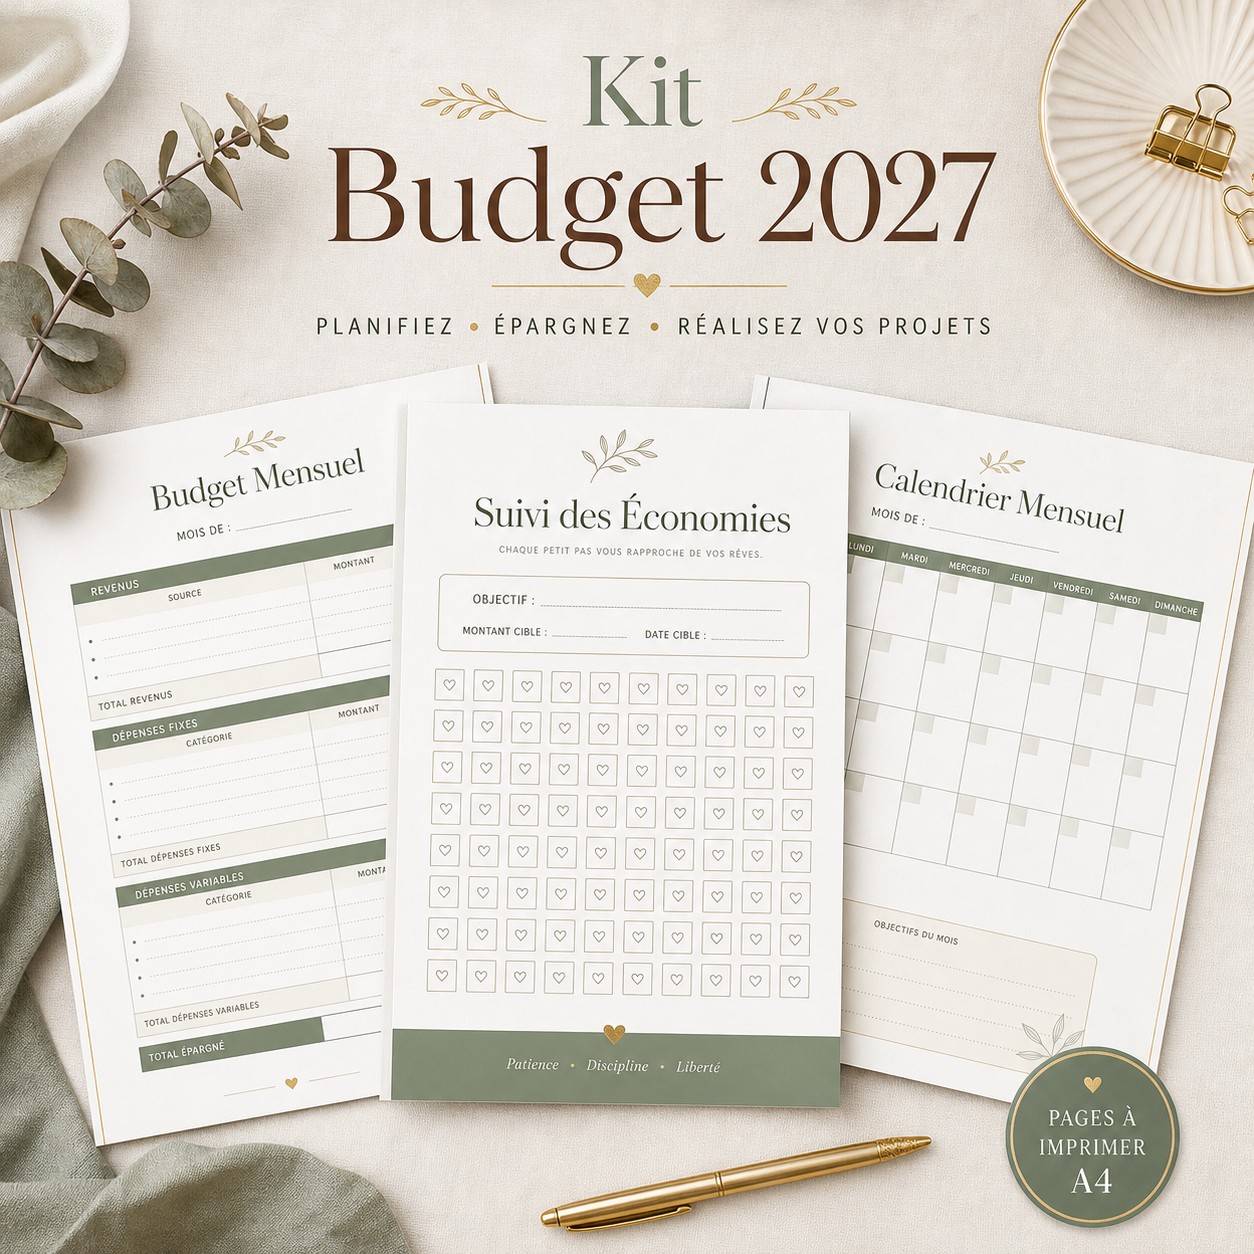 Kit
Budget 2027
PLANIFIEZ • ÉPARGNEZ • RÉALISEZ VOS PROJETS
Budget Mensuel
MOIS DE :
REVENUS
SOURCE
MONTANT
TOTAL REVENUS
DÉPENSES FIXES
CATÉGORIE
MONTANT
TOTAL DÉPENSES FIXES
DÉPENSES VARIABLES
CATÉGORIE
MONTA
TOTAL DÉPENSES VARIABLES
TOTAL ÉPARGNÉ
Suivi des Économies
CHAQUE PETIT PAS VOUS RAPPROCHE DE VOS RÊVES.
OBJECTIF :
MONTANT CIBLE : DATE CIBLE :
Patience • Discipline • Liberté
Calendrier Mensuel
MOIS DE :
LUNDI MARDI MERCREDI JEUDI VENDREDI SAMEDI DIMANCHE
OBJECTIFS DU MOIS
PAGES À
IMPRIMER
A4